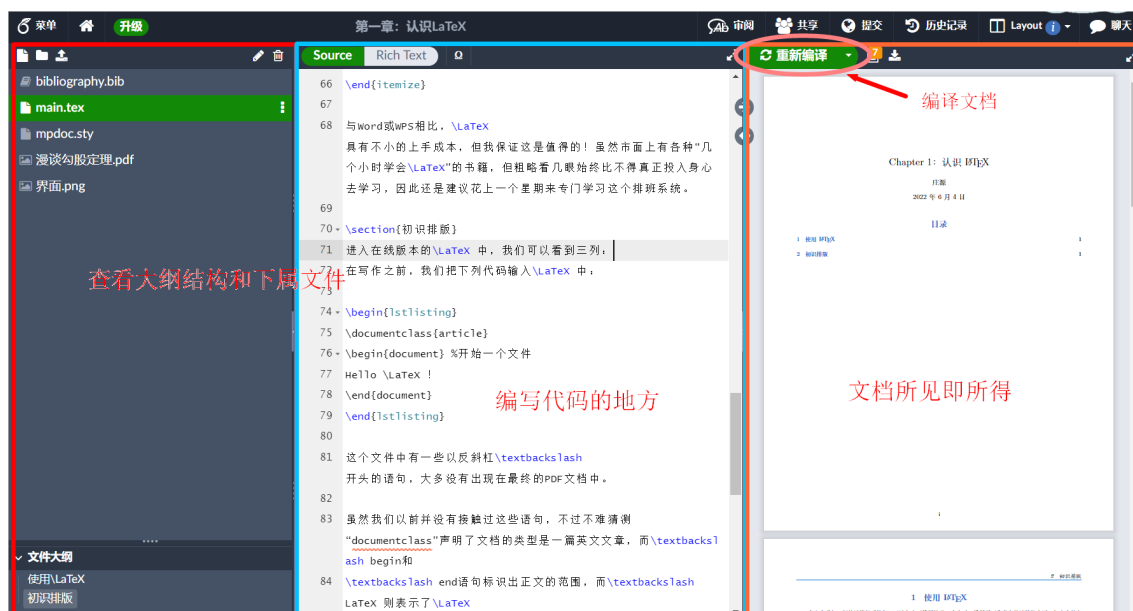 菜单 升级 第一章：认识LaTeX 审阅 共享 提交 历史记录 Layout 聊天
Source Rich Text Ω 重新编译 7
bibliography.bib
main.tex
mpdoc.sty
漫谈勾股定理.pdf
界面.png
查看大纲结构和下属文件
文件大纲
使用\LaTeX
初识排版
66 \end{itemize}
67
68 与Word或WPS相比，\LaTeX
具有不小的上手成本，但我保证这是值得的！虽然市面上有各种“几
个小时学会\LaTeX”的书籍，但粗略看几眼始终比不得真正投入身心
去学习，因此还是建议花上一个星期来专门学习这个排班系统。
69
70 \section{初识排版}
71 进入在线版本的\LaTeX 中，我们可以看到三列：
72 在写作之前，我们把下列代码输入\LaTeX 中：
73
74 \begin{lstlisting}
75 \documentclass{article}
76 \begin{document} %开始一个文件
77 Hello \LaTeX !
78 \end{document}
79 \end{lstlisting}
80
81 这个文件中有一些以反斜杠\textbackslash
开头的语句，大多没有出现在最终的PDF文档中。
82
83 虽然我们以前并没有接触过这些语句，不过不难猜测
“documentclass”声明了文档的类型是一篇英文文章，而\textbacksl
ash begin和
84 \textbackslash end语句标识出正文的范围，而\textbackslash
LaTeX 则表示了\LaTeX
编写代码的地方
编译文档
Chapter 1：认识 LATEX
庄源
2022 年 6 月 4 日
目录
1 使用 LATEX 1
2 初识排版 1
文档所见即所得
1
2 初识排版
1 使用 LATEX